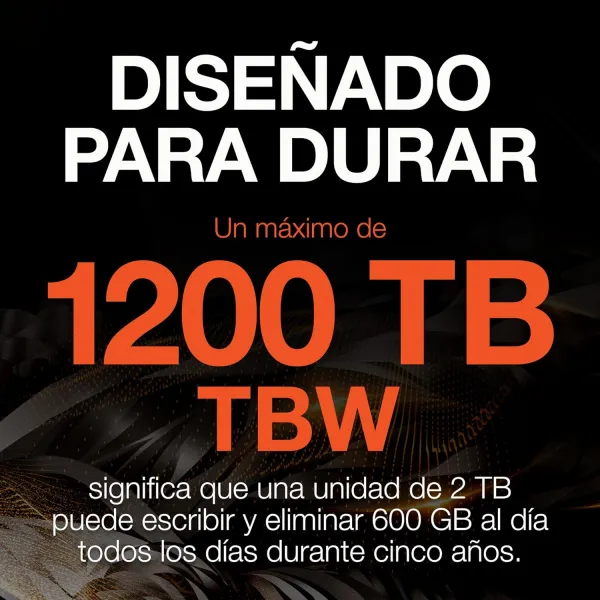 DISEÑADO
PARA DURAR
Un máximo de
1200 TB
TBW
significa que una unidad de 2 TB
puede escribir y eliminar 600 GB al día
todos los días durante cinco años.